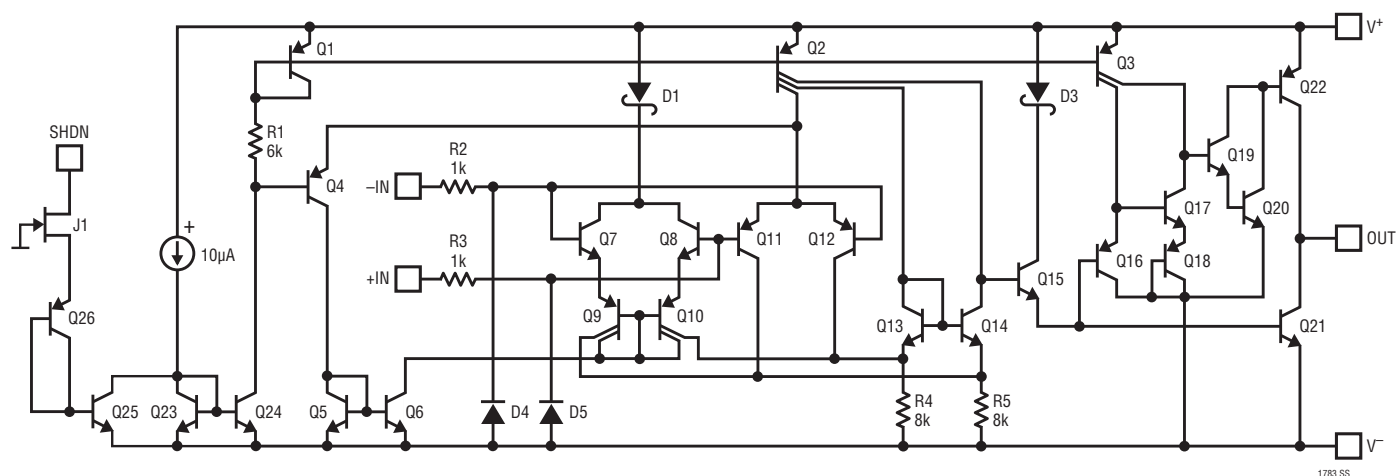 V+
Q1
Q2
Q3
Q22
D1
D3
SHDN
R1
6k
R2
1k
Q19
Q4
–IN
J1
Q7
Q8
Q11
Q12
Q17
Q20
+
10µA
R3
1k
OUT
+IN
Q15
Q16
Q18
Q26
Q9
Q10
Q13
Q14
Q21
Q25
Q23
Q24
Q5
Q6
D4
D5
R4
8k
R5
8k
V–
1783 SS